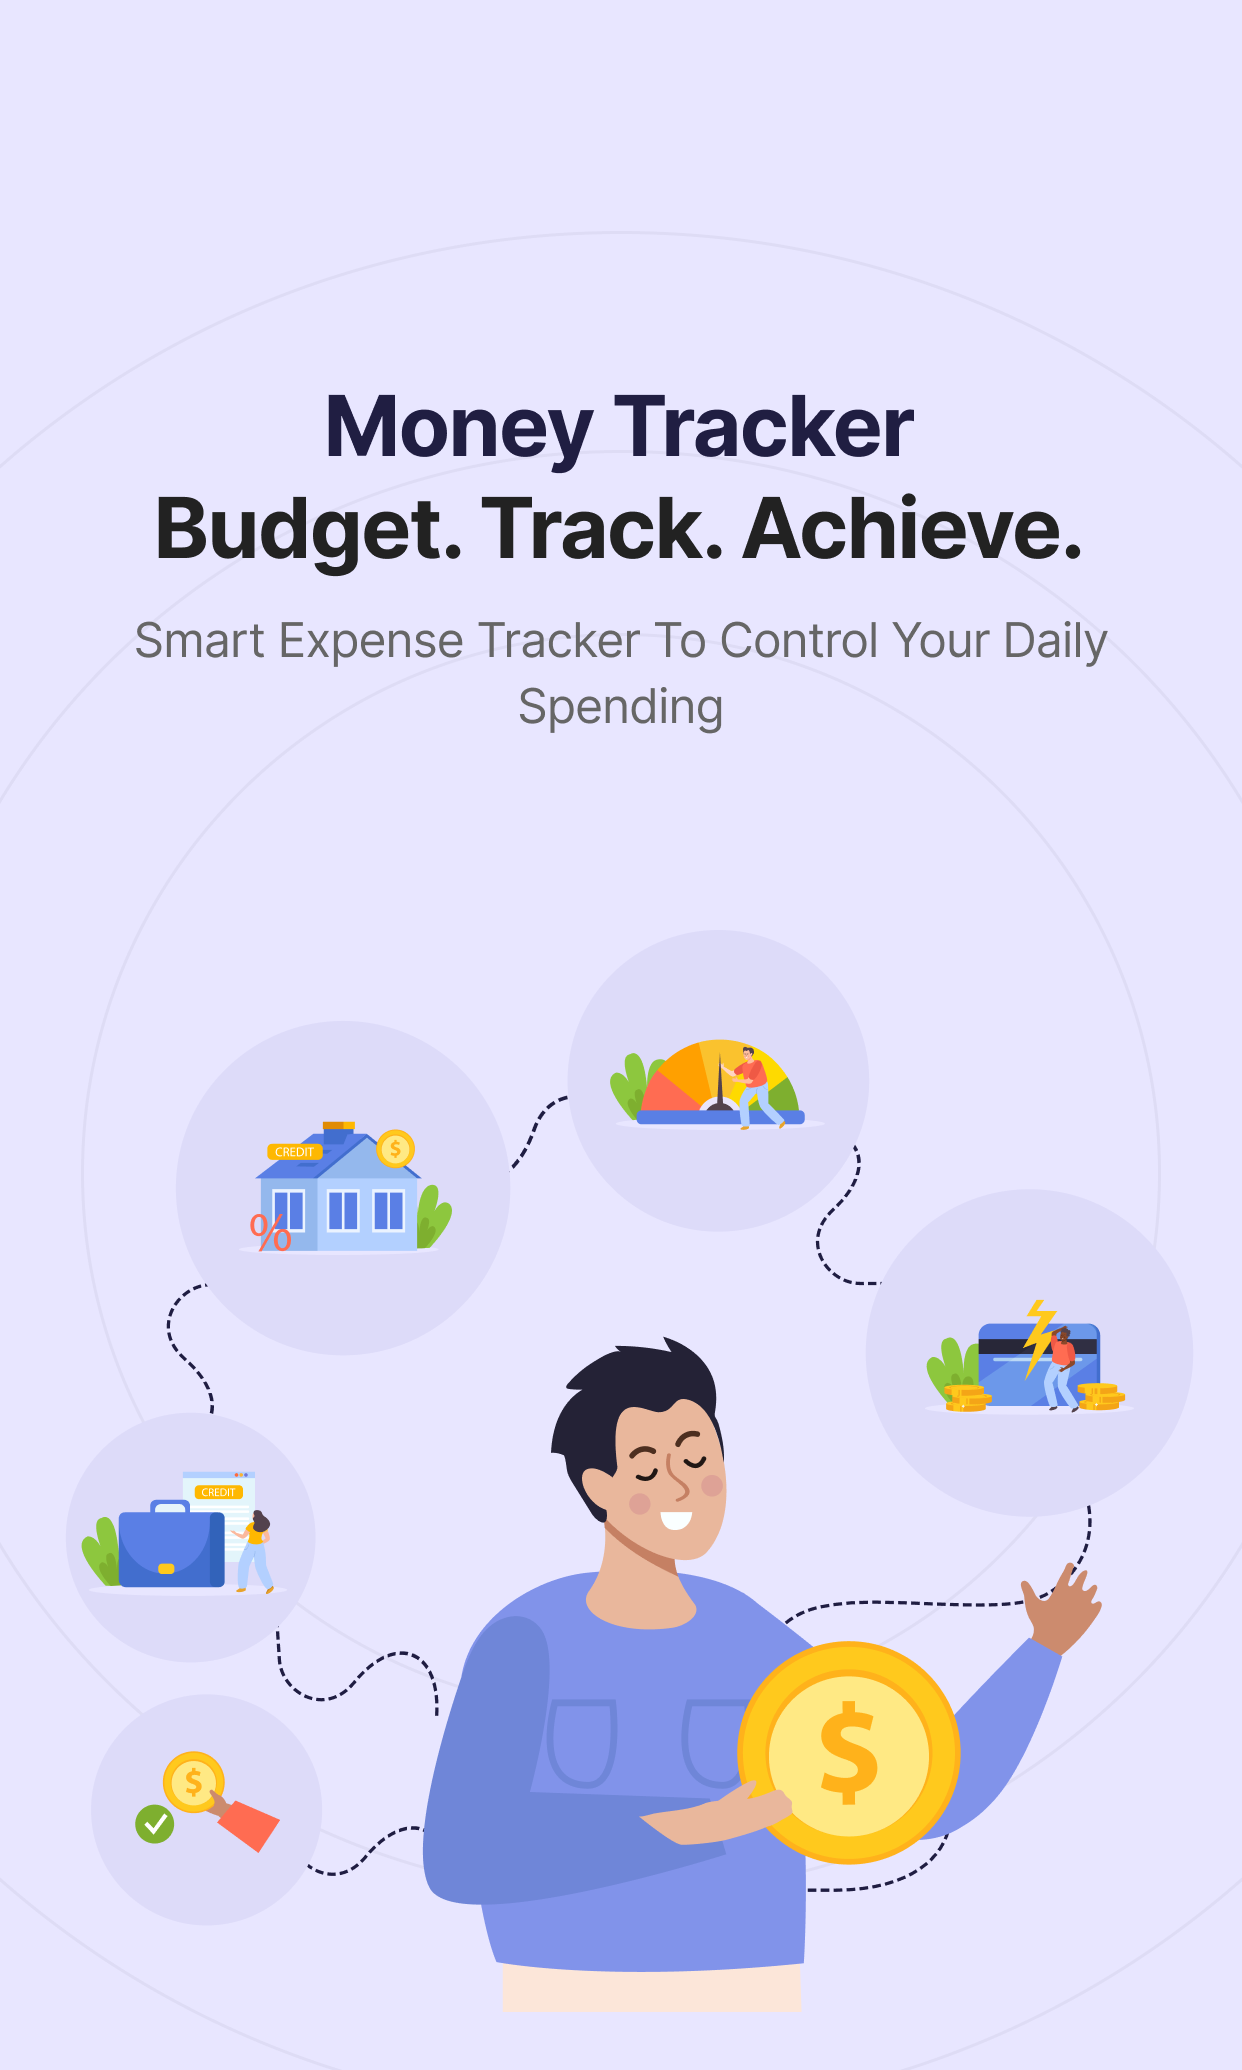 Money Tracker
Budget. Track. Achieve.
Smart Expense Tracker To Control Your Daily
Spending
CREDIT
$
%
CREDIT
$
$